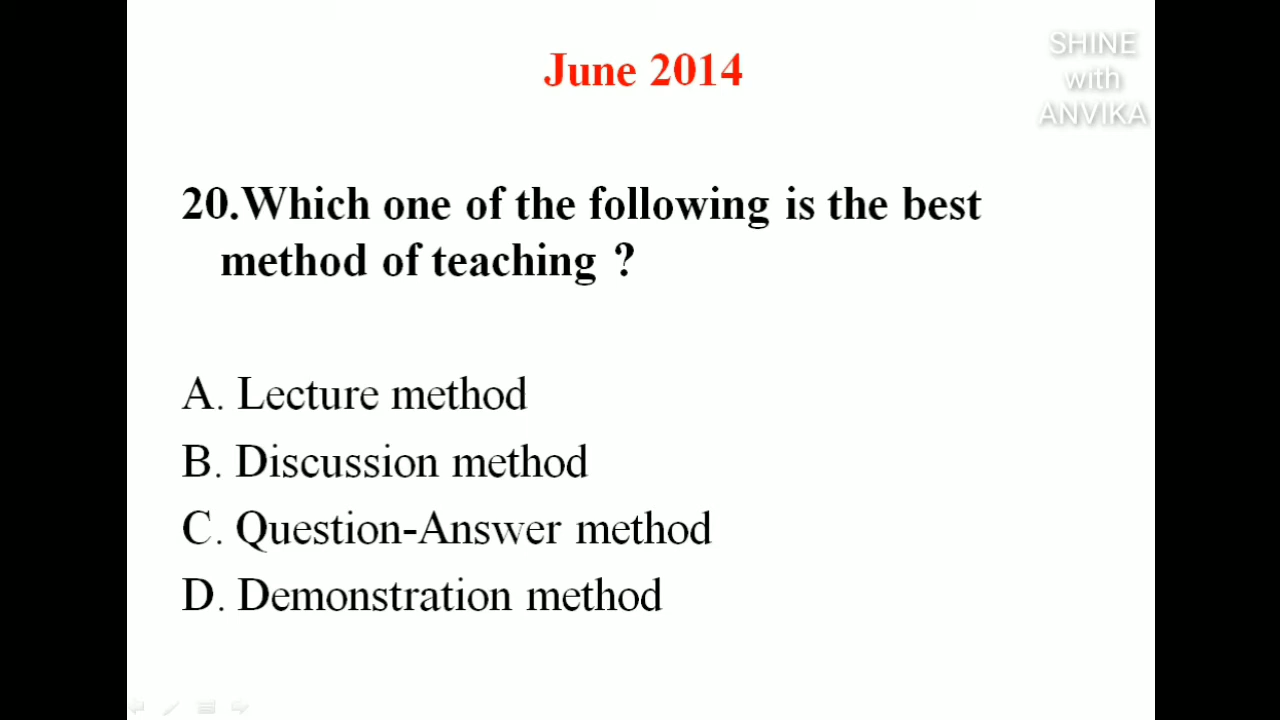 June 2014
SHINE
with
ANVIKA
20.Which one of the following is the best
method of teaching ?
A. Lecture method
B. Discussion method
C. Question-Answer method
D. Demonstration method